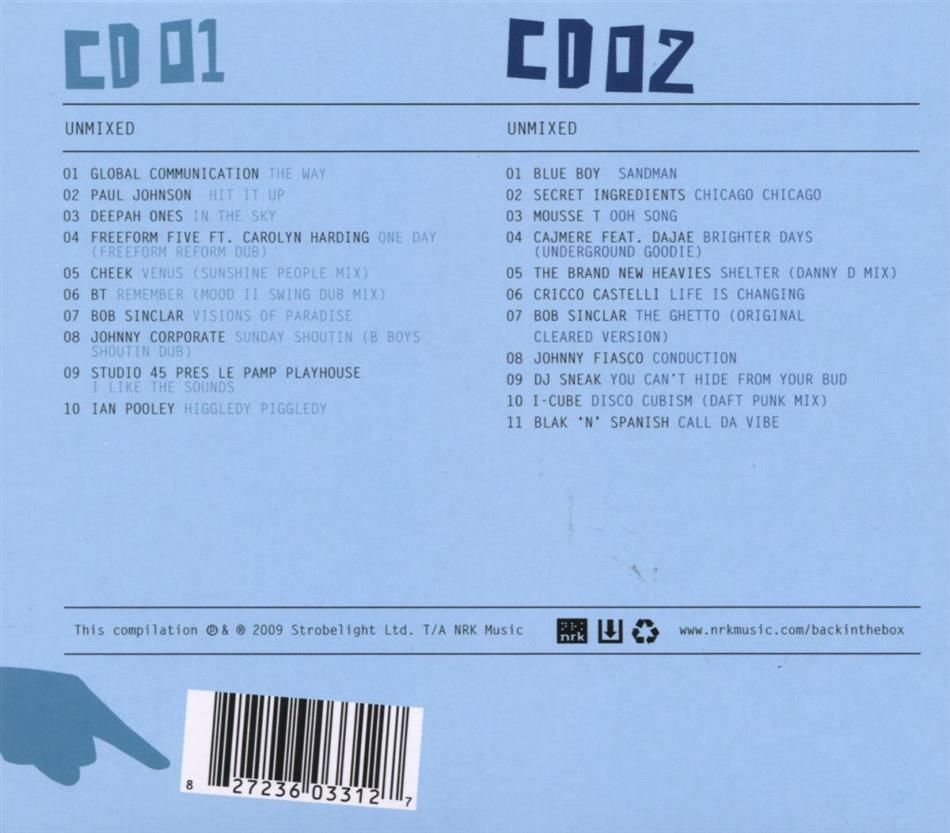 CD 01
UNMIXED
01 GLOBAL COMMUNICATION THE WAY
02 PAUL JOHNSON HIT IT UP
03 DEEPAH ONES IN THE SKY
04 FREEFORM FIVE FT. CAROLYN HARDING ONE DAY
(FREEFORM REFORM DUB)
05 CHEEK VENUS (SUNSHINE PEOPLE MIX)
06 BT REMEMBER (MOOD II SWING DUB MIX)
07 BOB SINCLAR VISIONS OF PARADISE
08 JOHNNY CORPORATE SUNDAY SHOUTIN (B BOYS
SHOUTIN DUB)
09 STUDIO 45 PRES LE PAMP PLAYHOUSE
I LIKE THE SOUNDS
10 IAN POOLEY HIGGLEDY PIGGLEDY
CD 02
UNMIXED
01 BLUE BOY SANDMAN
02 SECRET INGREDIENTS CHICAGO CHICAGO
03 MOUSSE T OOH SONG
04 CAJMERE FEAT. DAJAE BRIGHTER DAYS
(UNDERGROUND GOODIE)
05 THE BRAND NEW HEAVIES SHELTER (DANNY D MIX)
06 CRICCO CASTELLI LIFE IS CHANGING
07 BOB SINCLAR THE GHETTO (ORIGINAL
CLEARED VERSION)
08 JOHNNY FIASCO CONDUCTION
09 DJ SNEAK YOU CAN'T HIDE FROM YOUR BUD
10 I-CUBE DISCO CUBISM (DAFT PUNK MIX)
11 BLAK 'N' SPANISH CALL DA VIBE
This compilation ℗ & ® 2009 Strobelight Ltd. T/A NRK Music
nrk
www.nrkmusic.com/backinthebox
8 27236 03312 7